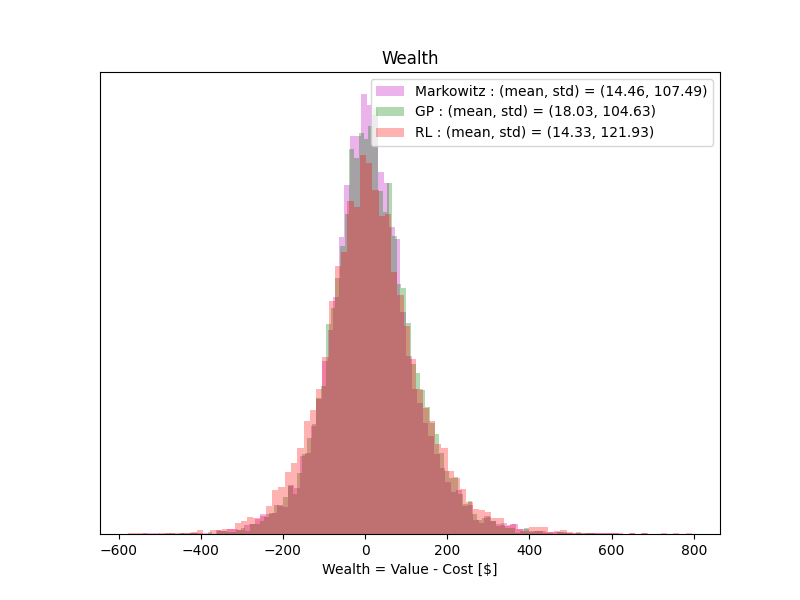 Wealth
Markowitz : (mean, std) = (14.46, 107.49)
GP : (mean, std) = (18.03, 104.63)
RL : (mean, std) = (14.33, 121.93)
−600 −400 −200 0 200 400 600 800
Wealth = Value - Cost [$]